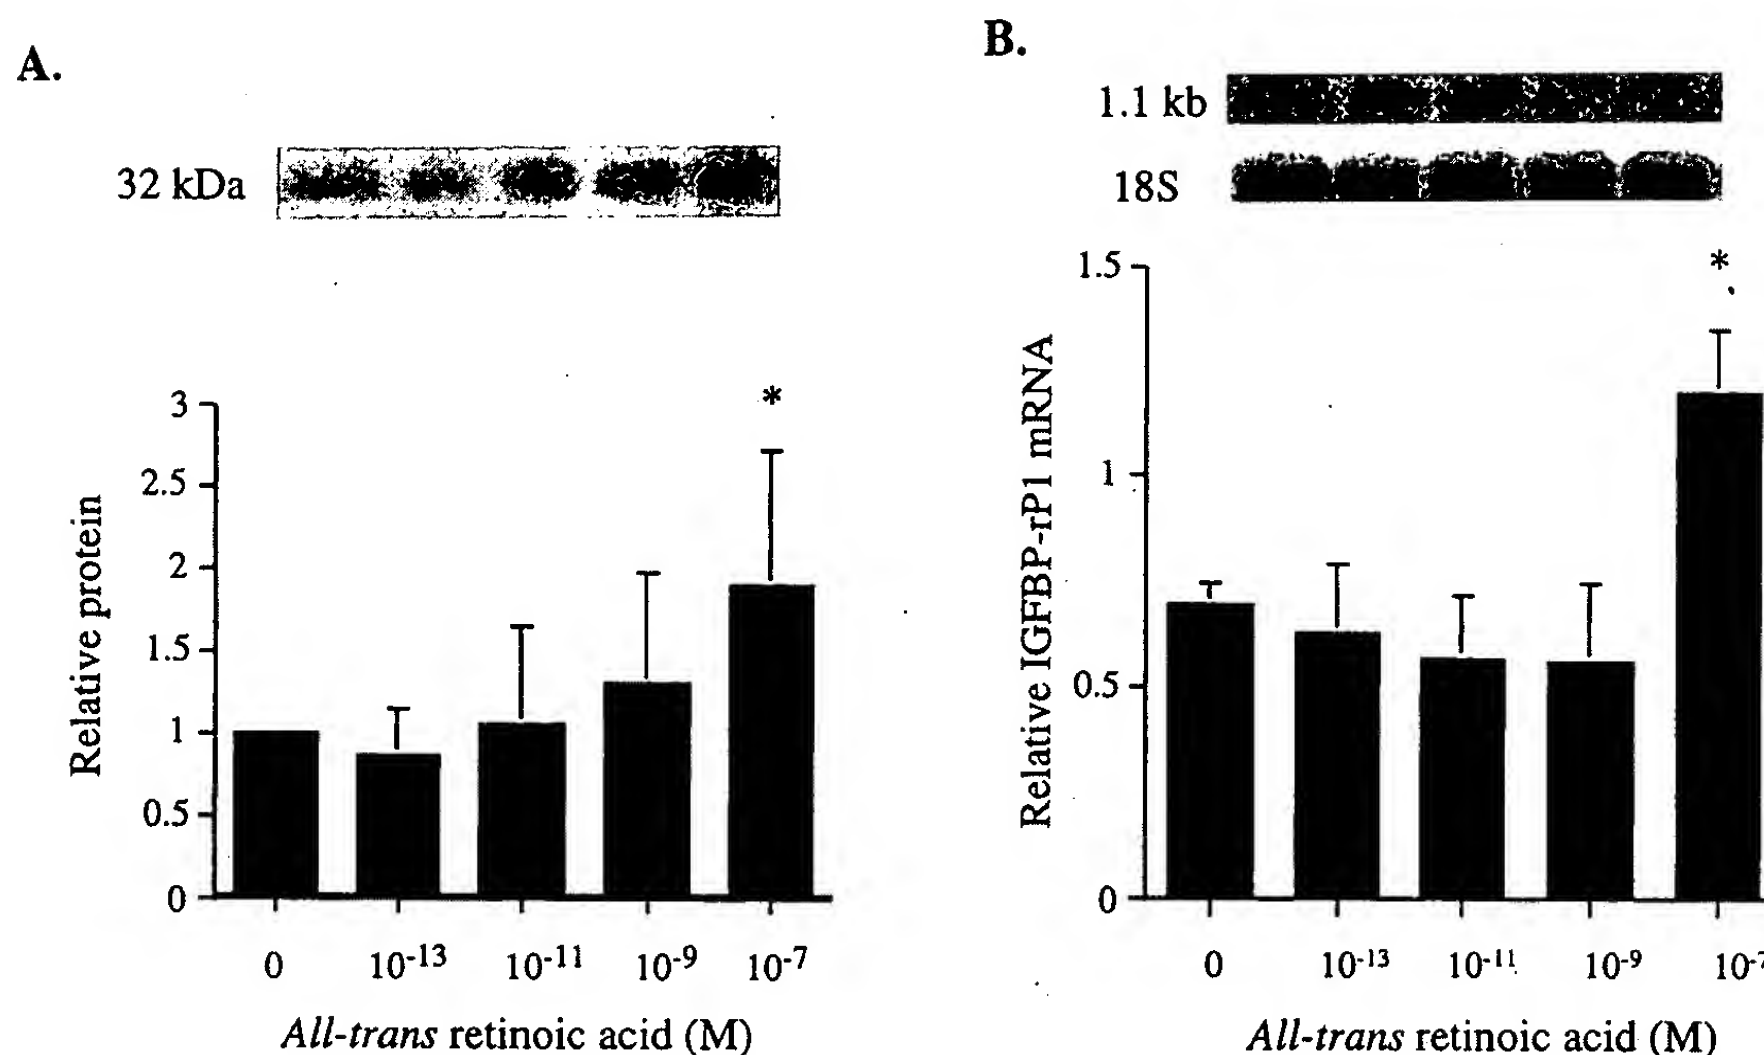 A.
32 kDa
Relative protein
3
2.5
2
1.5
1
0.5
0
*
0 10-13 10-11 10-9 10-7
All-trans retinoic acid (M)
B.
1.1 kb
18S
Relative IGFBP-rP1 mRNA
1.5
1
0.5
0
*
0 10-13 10-11 10-9 10-7
All-trans retinoic acid (M)